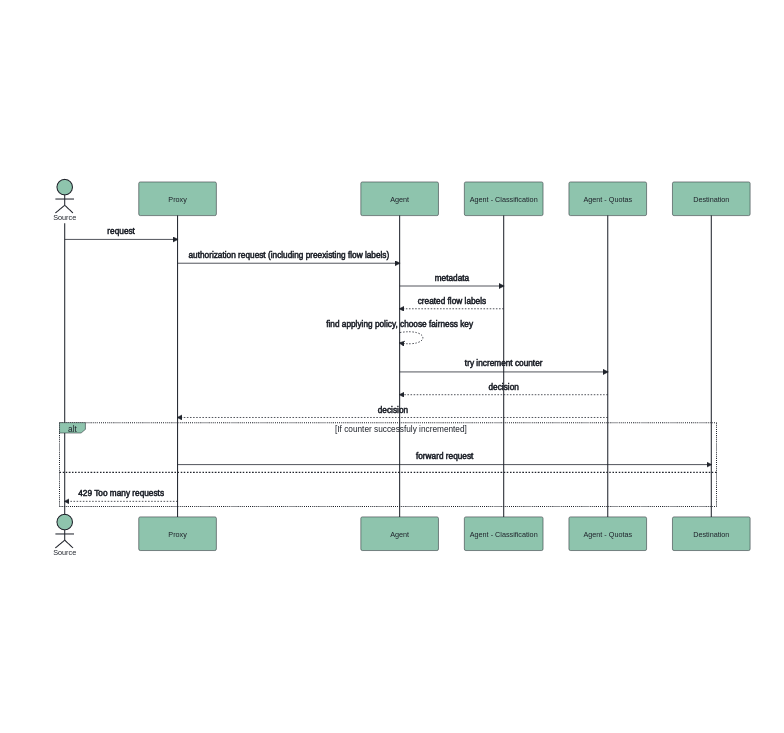 Source
Proxy
Agent
Agent - Classification
Agent - Quotas
Destination
request
authorization request (including preexisting flow labels)
metadata
created flow labels
find applying policy, choose fairness key
try increment counter
decision
decision
alt
[If counter successfuly incremented]
forward request
429 Too many requests
Source
Proxy
Agent
Agent - Classification
Agent - Quotas
Destination